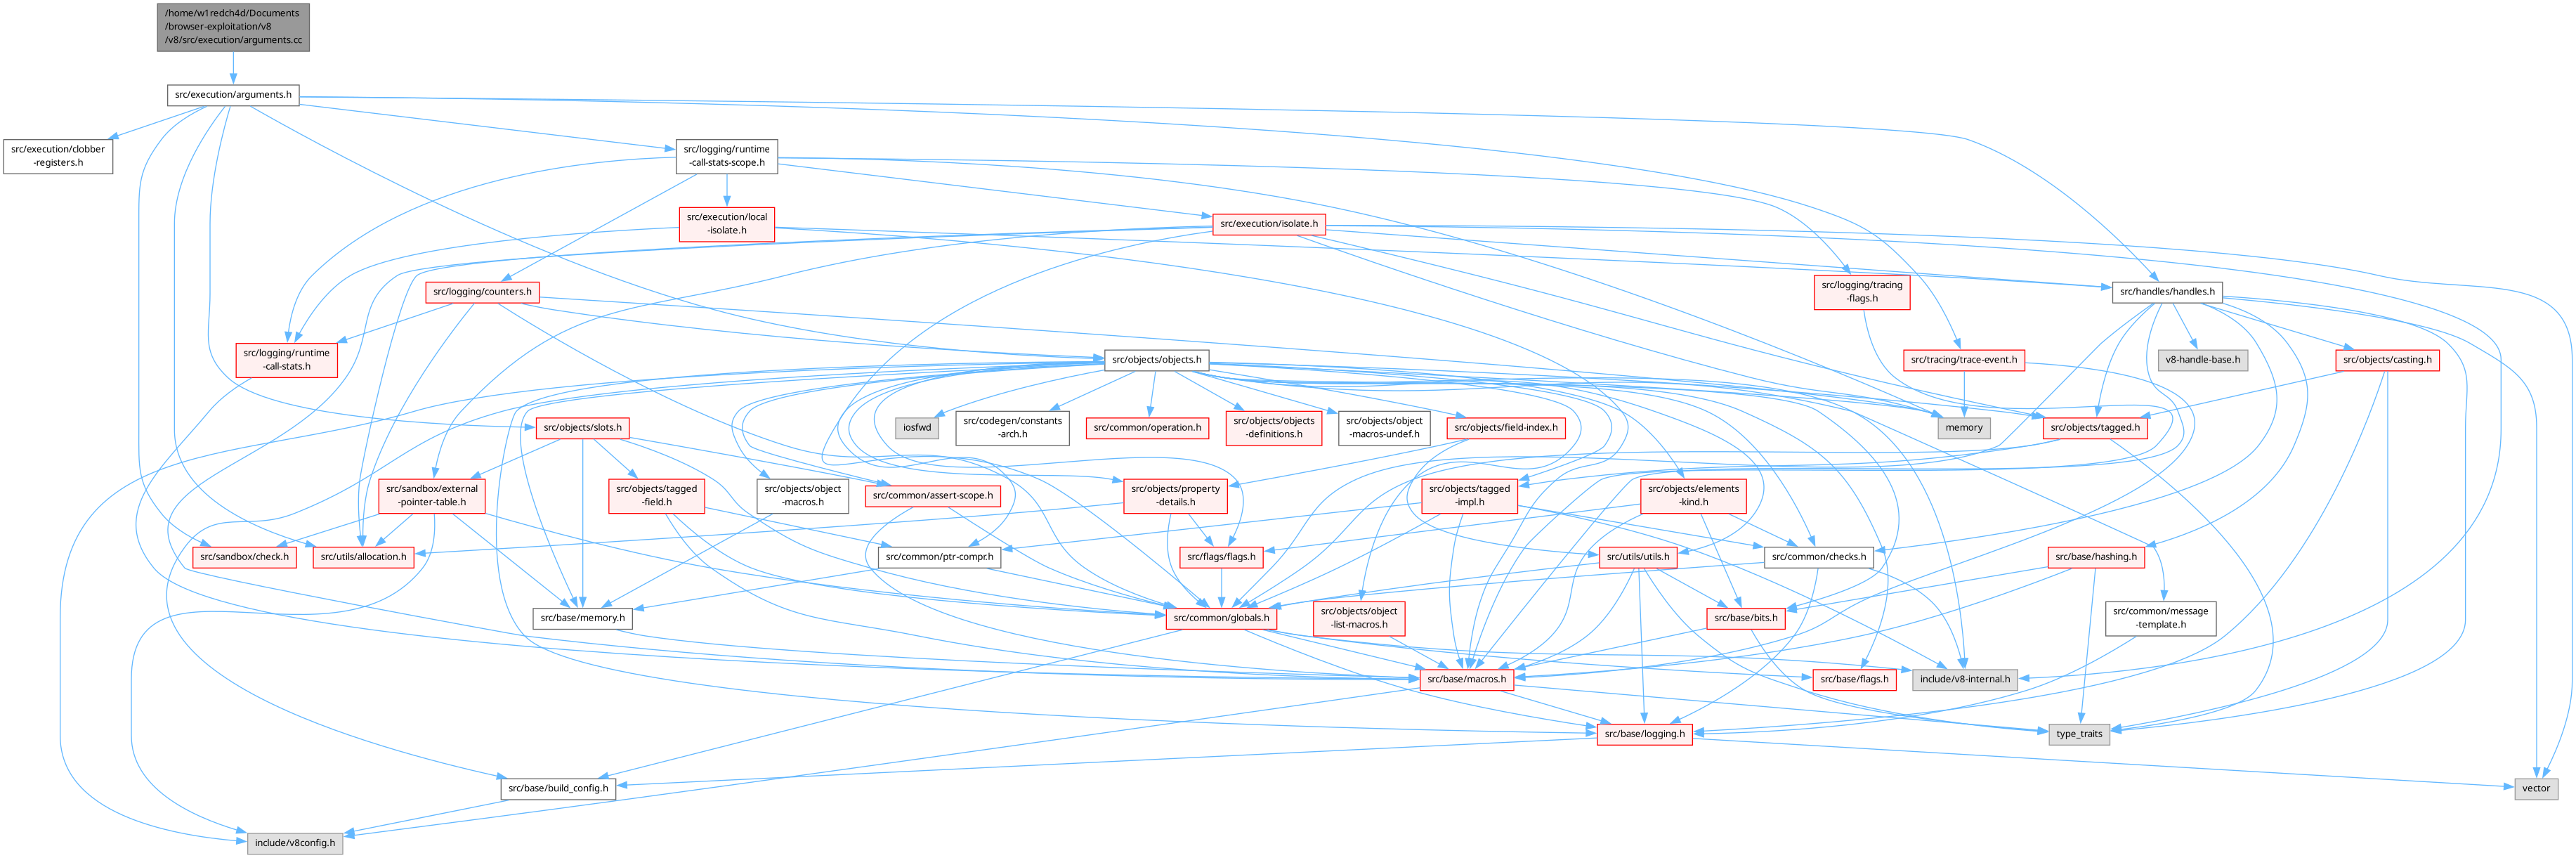 /home/w1redch4d/Documents
/browser-exploitation/v8
/v8/src/execution/arguments.cc
src/execution/arguments.h
src/execution/clobber
-registers.h
src/logging/runtime
-call-stats-scope.h
src/execution/local
-isolate.h
src/execution/isolate.h
src/logging/counters.h
src/logging/tracing
-flags.h
src/handles/handles.h
src/logging/runtime
-call-stats.h
src/objects/objects.h
src/tracing/trace-event.h
v8-handle-base.h
src/objects/casting.h
src/objects/slots.h
iosfwd
src/codegen/constants
-arch.h
src/common/operation.h
src/objects/objects
-definitions.h
src/objects/object
-macros-undef.h
src/objects/field-index.h
memory
src/objects/tagged.h
src/sandbox/external
-pointer-table.h
src/objects/tagged
-field.h
src/objects/object
-macros.h
src/common/assert-scope.h
src/objects/property
-details.h
src/objects/tagged
-impl.h
src/objects/elements
-kind.h
src/sandbox/check.h
src/utils/allocation.h
src/common/ptr-compr.h
src/flags/flags.h
src/utils/utils.h
src/common/checks.h
src/base/hashing.h
src/base/memory.h
src/common/globals.h
src/objects/object
-list-macros.h
src/base/bits.h
src/common/message
-template.h
src/base/macros.h
src/base/flags.h
include/v8-internal.h
src/base/logging.h
type_traits
src/base/build_config.h
vector
include/v8config.h